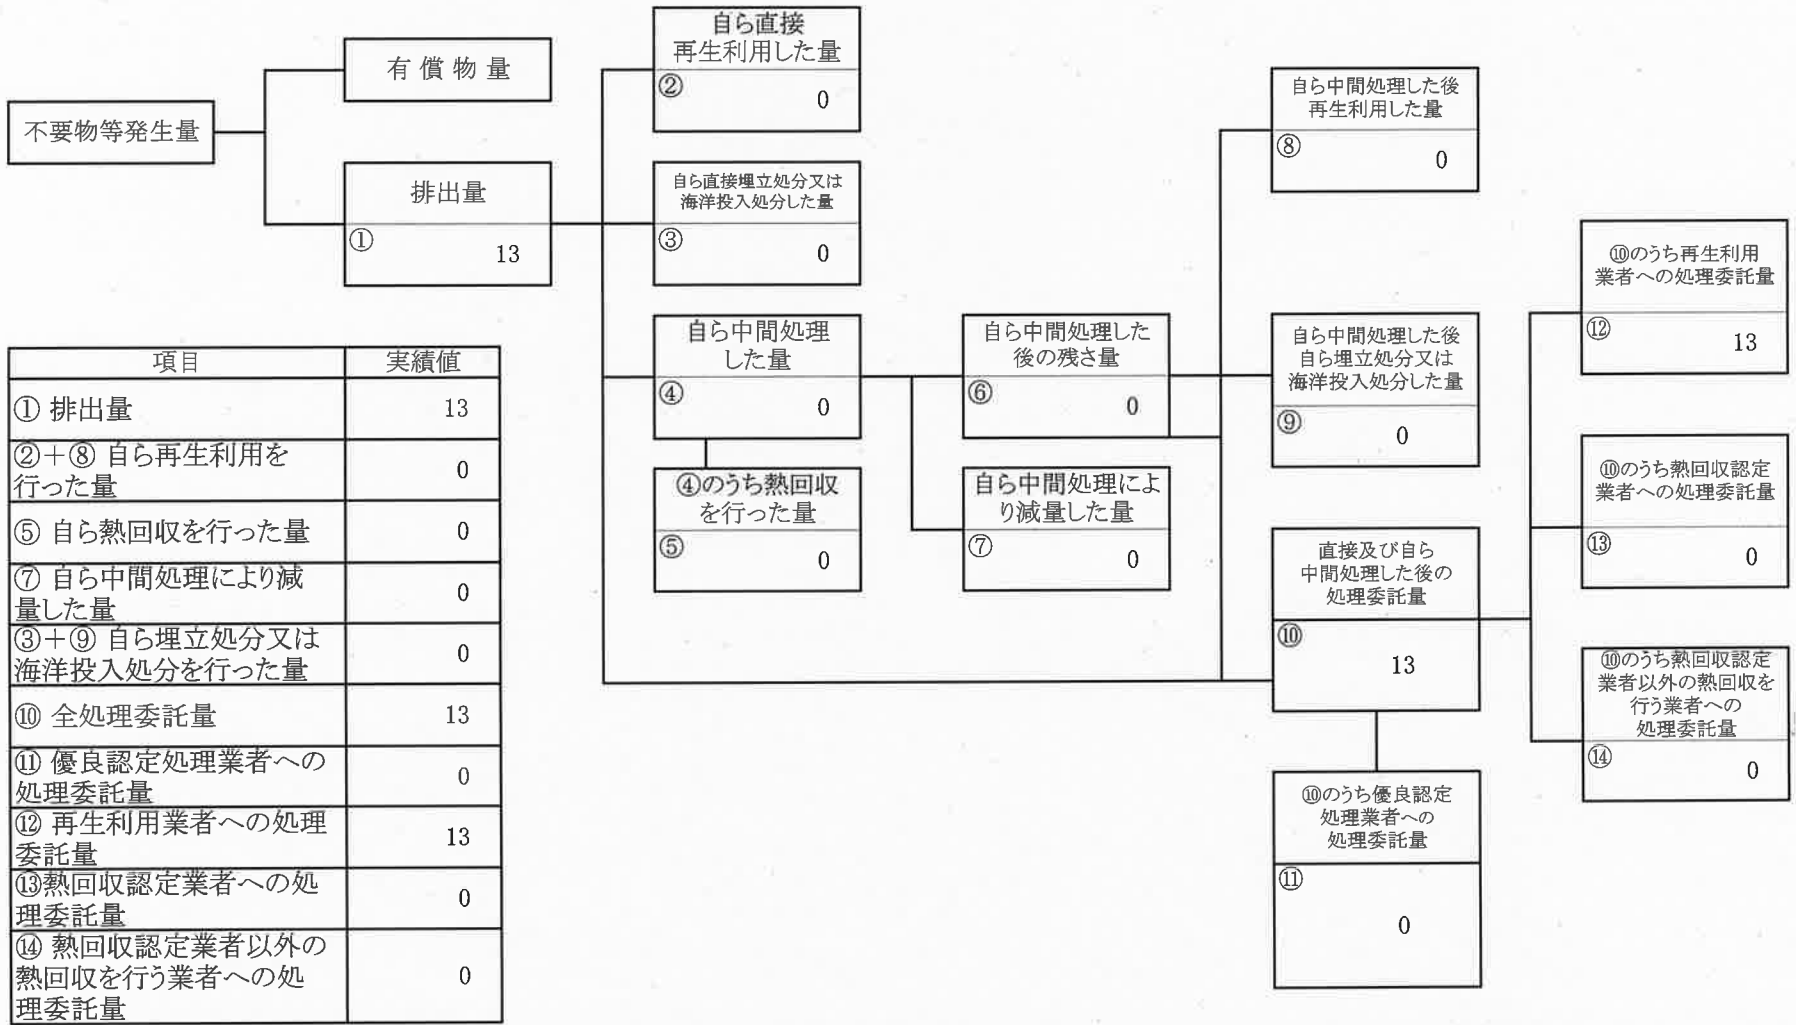 不要物等発生量
有 償 物 量
排出量
①
13
自ら直接
再生利用した量
②
0
自ら直接埋立処分又は
海洋投入処分した量
③
0
自ら中間処理
した量
④
0
④のうち熱回収
を行った量
⑤
0
自ら中間処理した
後の残さ量
⑥
0
自ら中間処理によ
り減量した量
⑦
0
自ら中間処理した後
再生利用した量
⑧
0
自ら中間処理した後
自ら埋立処分又は
海洋投入処分した量
⑨
0
直接及び自ら
中間処理した後の
処理委託量
⑩
13
⑩のうち優良認定
処理業者への
処理委託量
⑪
0
⑩のうち再生利用
業者への処理委託量
⑫
13
⑩のうち熱回収認定
業者への処理委託量
⑬
0
⑩のうち熱回収認定
業者以外の熱回収を
行う業者への
処理委託量
⑭
0
項目 実績値
① 排出量 13
②+⑧ 自ら再生利用を
行った量 0
⑤ 自ら熱回収を行った量 0
⑦ 自ら中間処理により減
量した量 0
③+⑨ 自ら埋立処分又は
海洋投入処分を行った量 0
⑩ 全処理委託量 13
⑪ 優良認定処理業者への
処理委託量 0
⑫ 再生利用業者への処理
委託量 13
⑬熱回収認定業者への処
理委託量 0
⑭ 熱回収認定業者以外の
熱回収を行う業者への処
理委託量 0